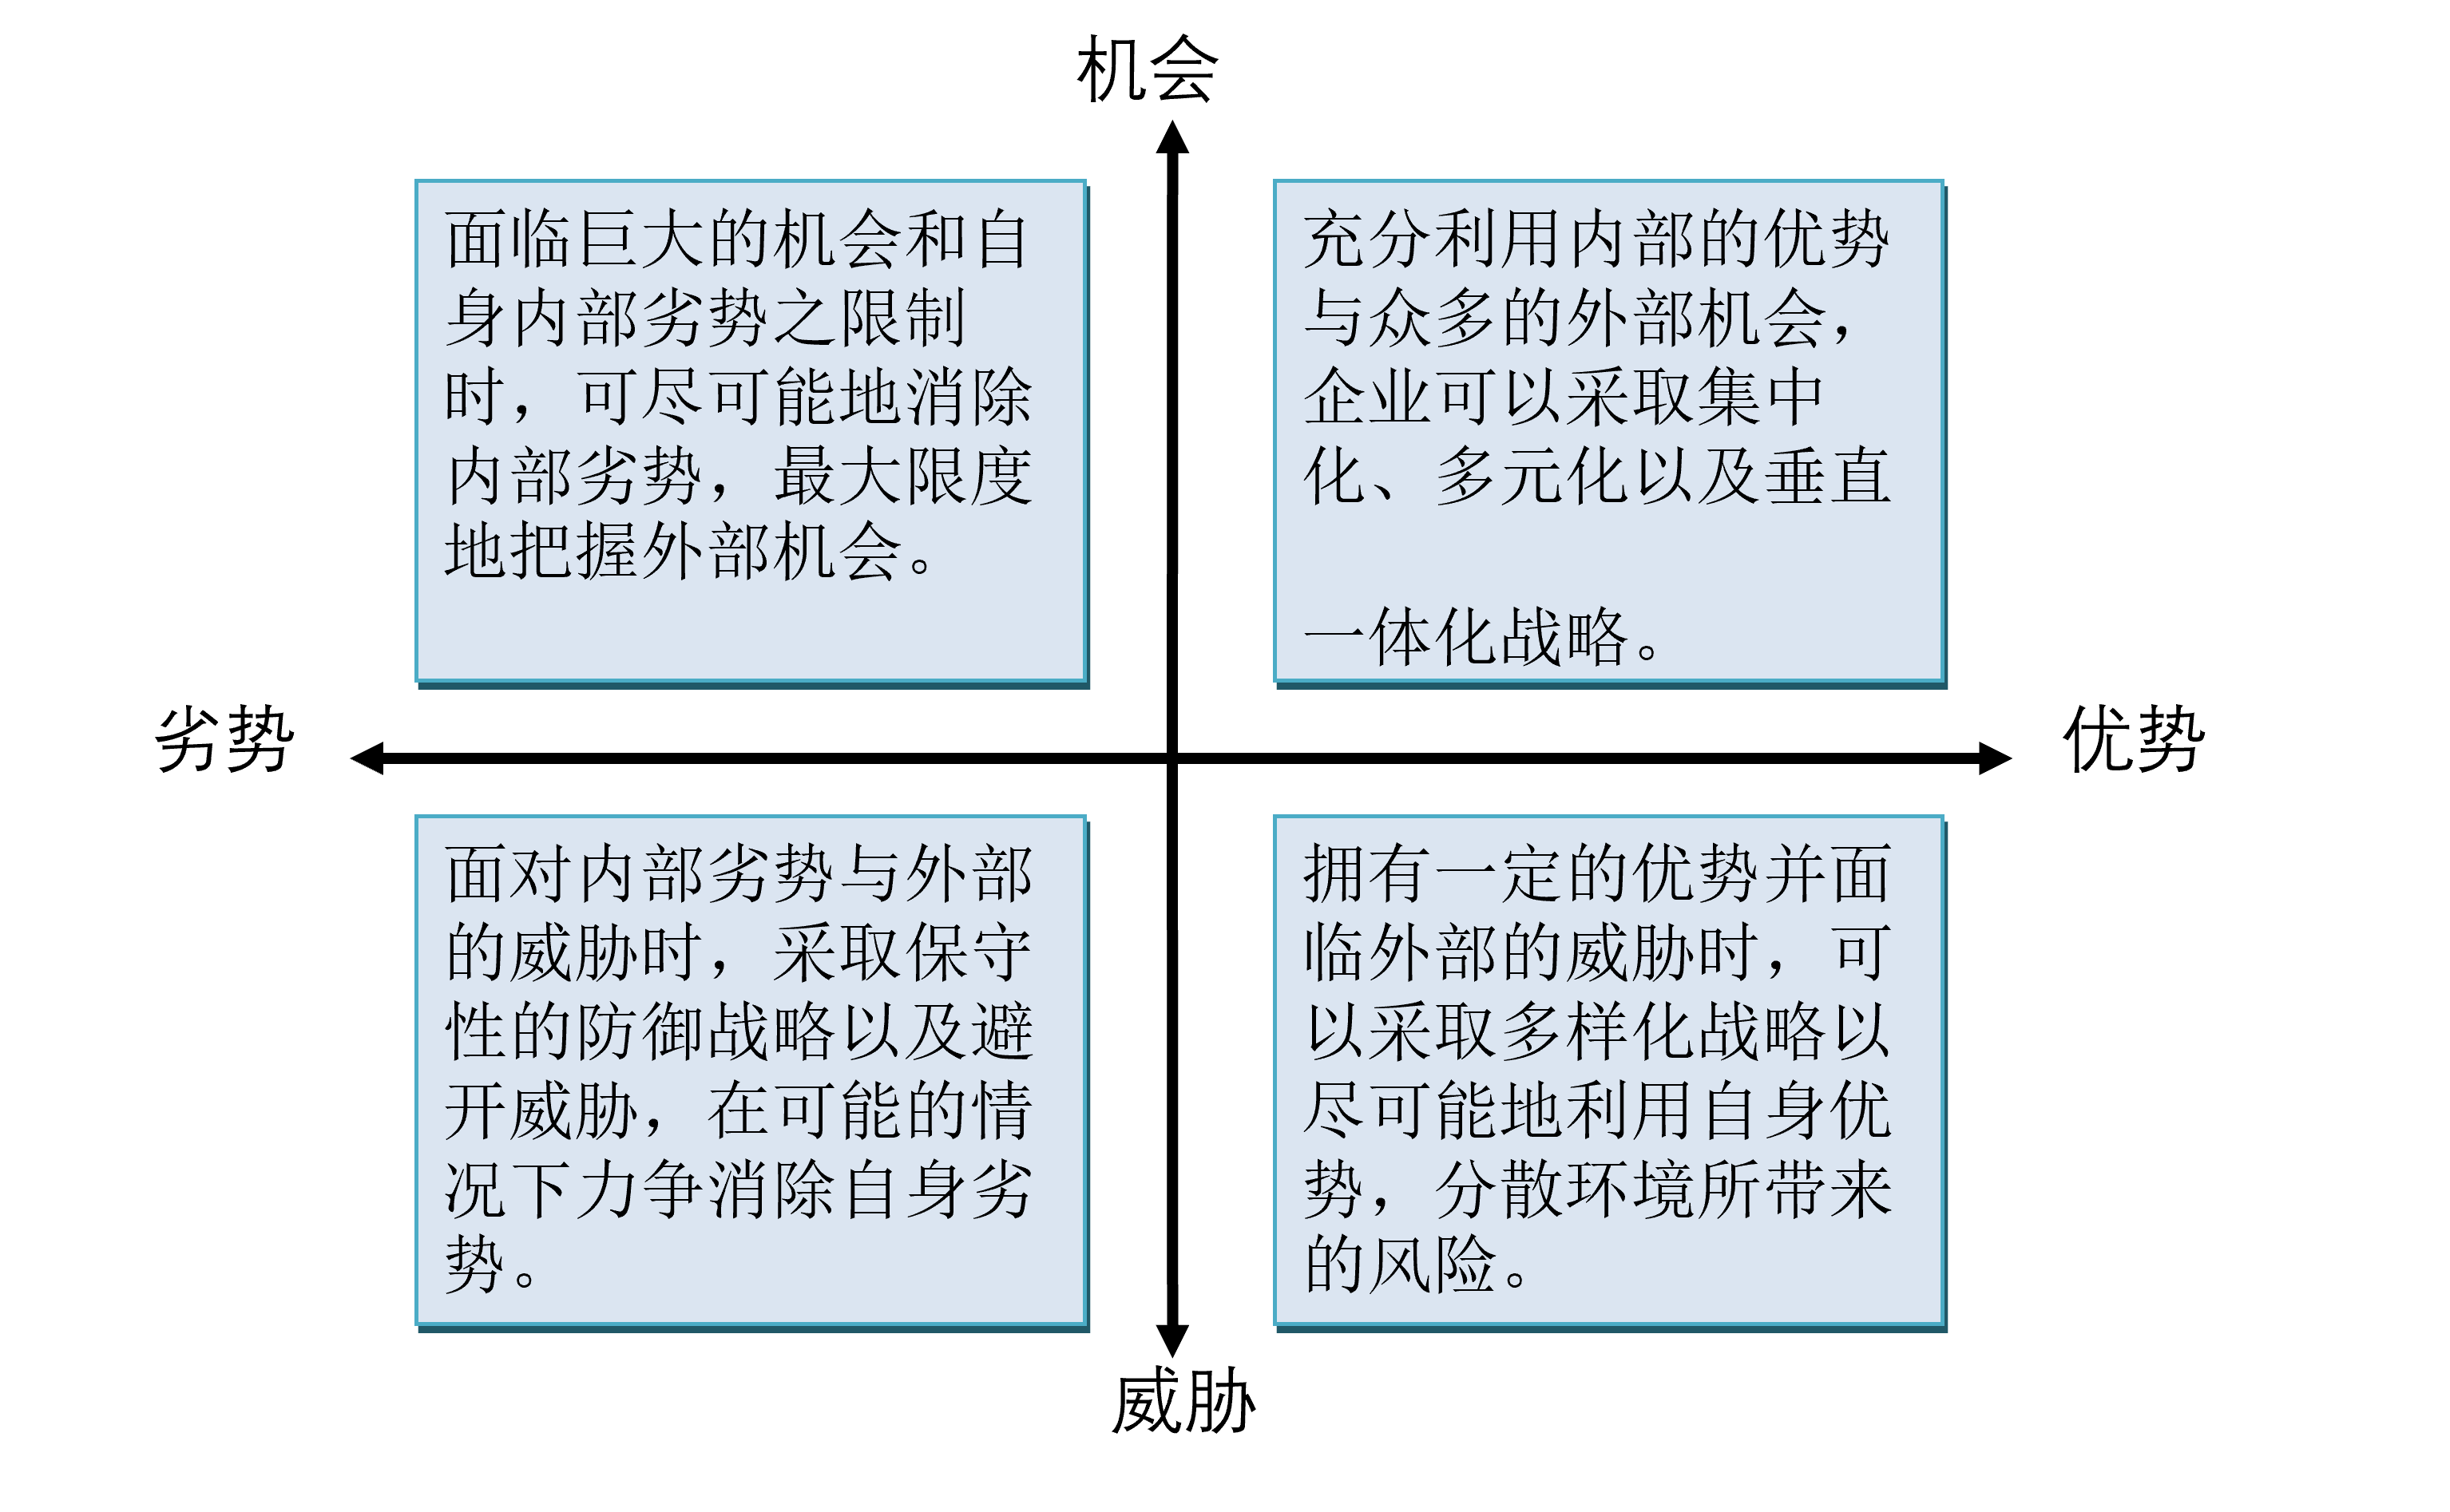 机会
面临巨大的机会和自
身内部劣势之限制
时，可尽可能地消除
内部劣势，最大限度
地把握外部机会。
充分利用内部的优势
与众多的外部机会，
企业可以采取集中
化、多元化以及垂直
一体化战略。
劣势
优势
面对内部劣势与外部
的威胁时，采取保守
性的防御战略以及避
开威胁，在可能的情
况下力争消除自身劣
势。
拥有一定的优势并面
临外部的威胁时，可
以采取多样化战略以
尽可能地利用自身优
势，分散环境所带来
的风险。
威胁